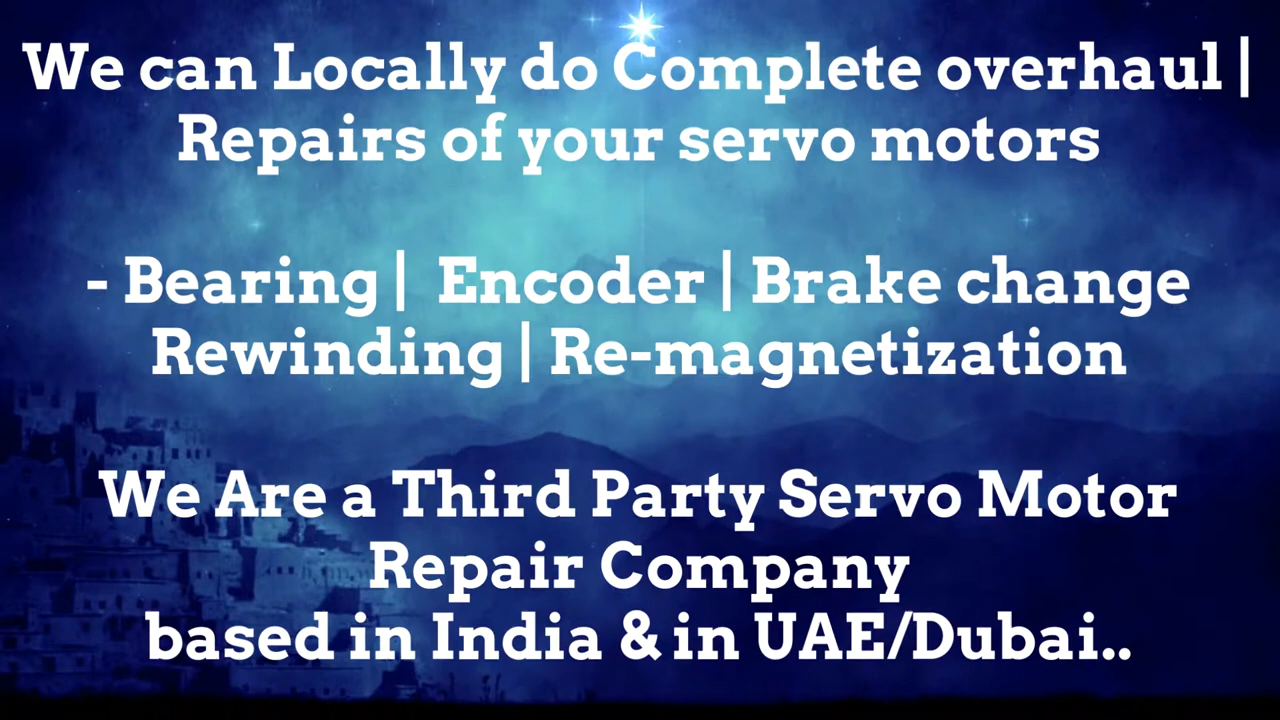 We can Locally do Complete overhaul |
Repairs of your servo motors
- Bearing | Encoder | Brake change
Rewinding | Re-magnetization
We Are a Third Party Servo Motor
Repair Company
based in India & in UAE/Dubai..